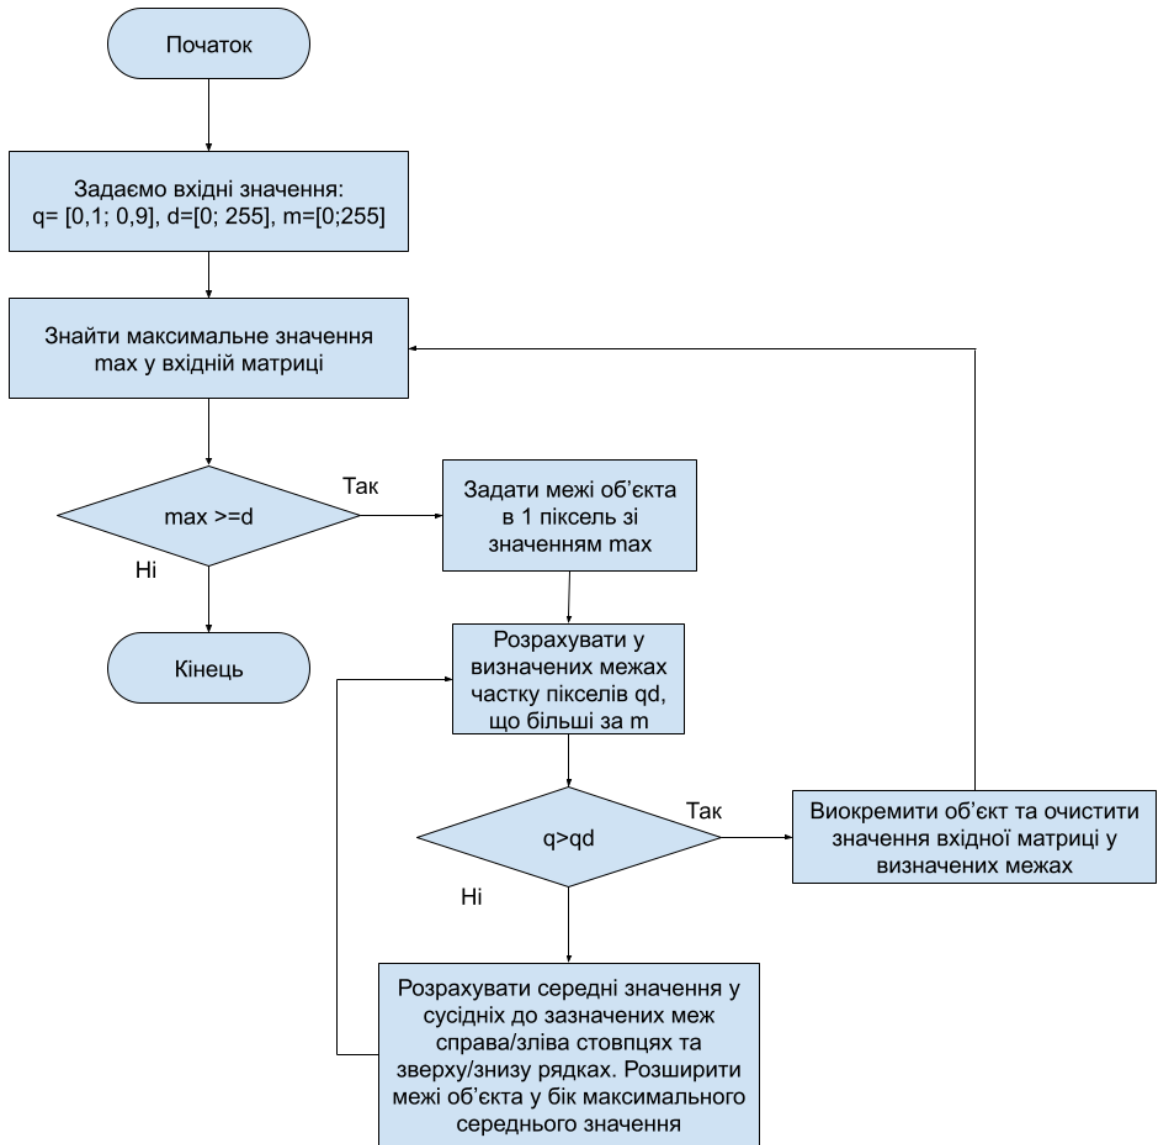 Початок
Задаємо вхідні значення:
q= [0,1; 0,9], d=[0; 255], m=[0;255]
Знайти максимальне значення
max у вхідній матриці
max >=d
Так
Ні
Задати межі об’єкта
в 1 піксель зі
значенням max
Кінець
Розрахувати у
визначених межах
частку пікселів qd,
що більші за m
q>qd
Так
Ні
Виокремити об’єкт та очистити
значення вхідної матриці у
визначених межах
Розрахувати середні значення у
сусідніх до зазначених меж
справа/зліва стовпцях та
зверху/знизу рядках. Розширити
межі об’єкта у бік максимального
середнього значення